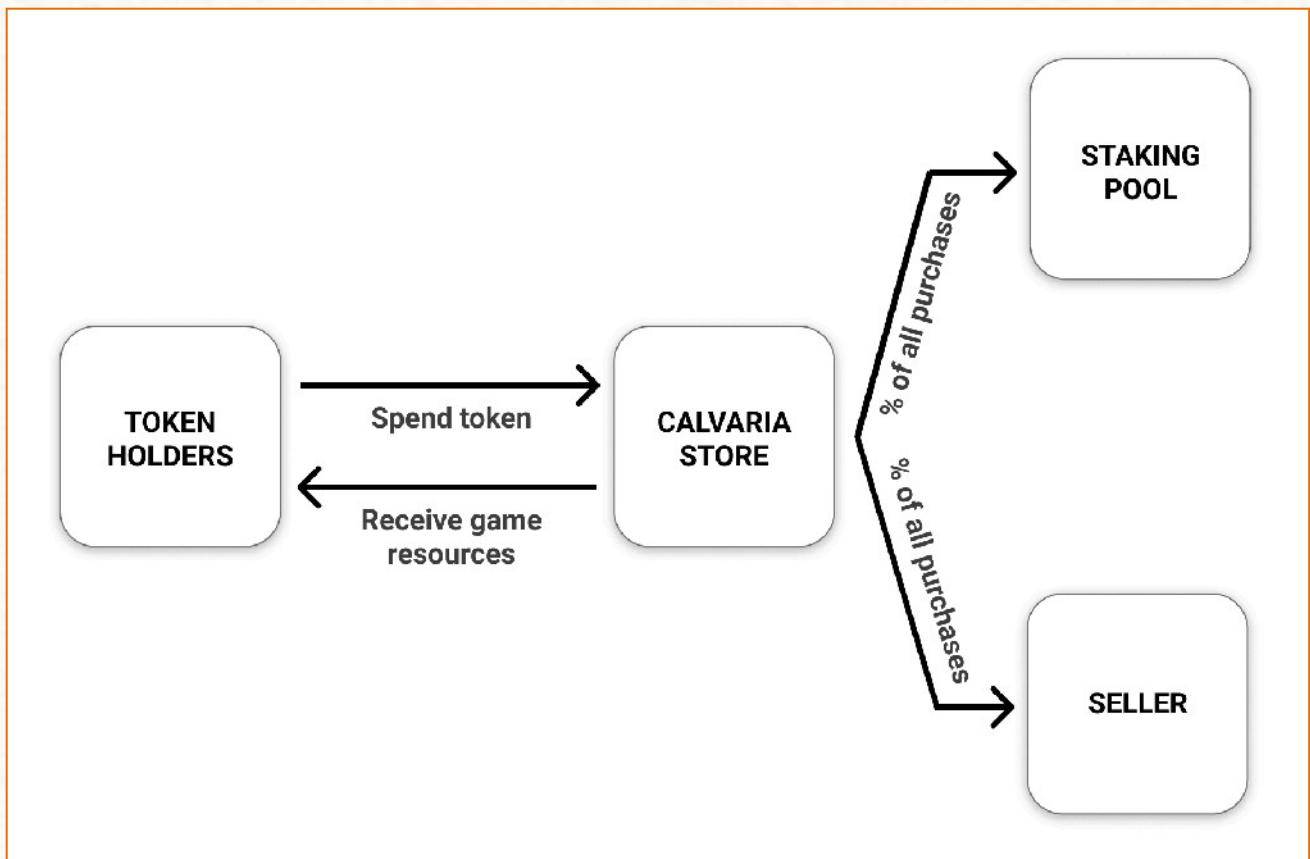 TOKEN
HOLDERS
Spend token
Receive game
resources
CALVARIA
STORE
% of all purchases
% of all purchases
STAKING
POOL
SELLER